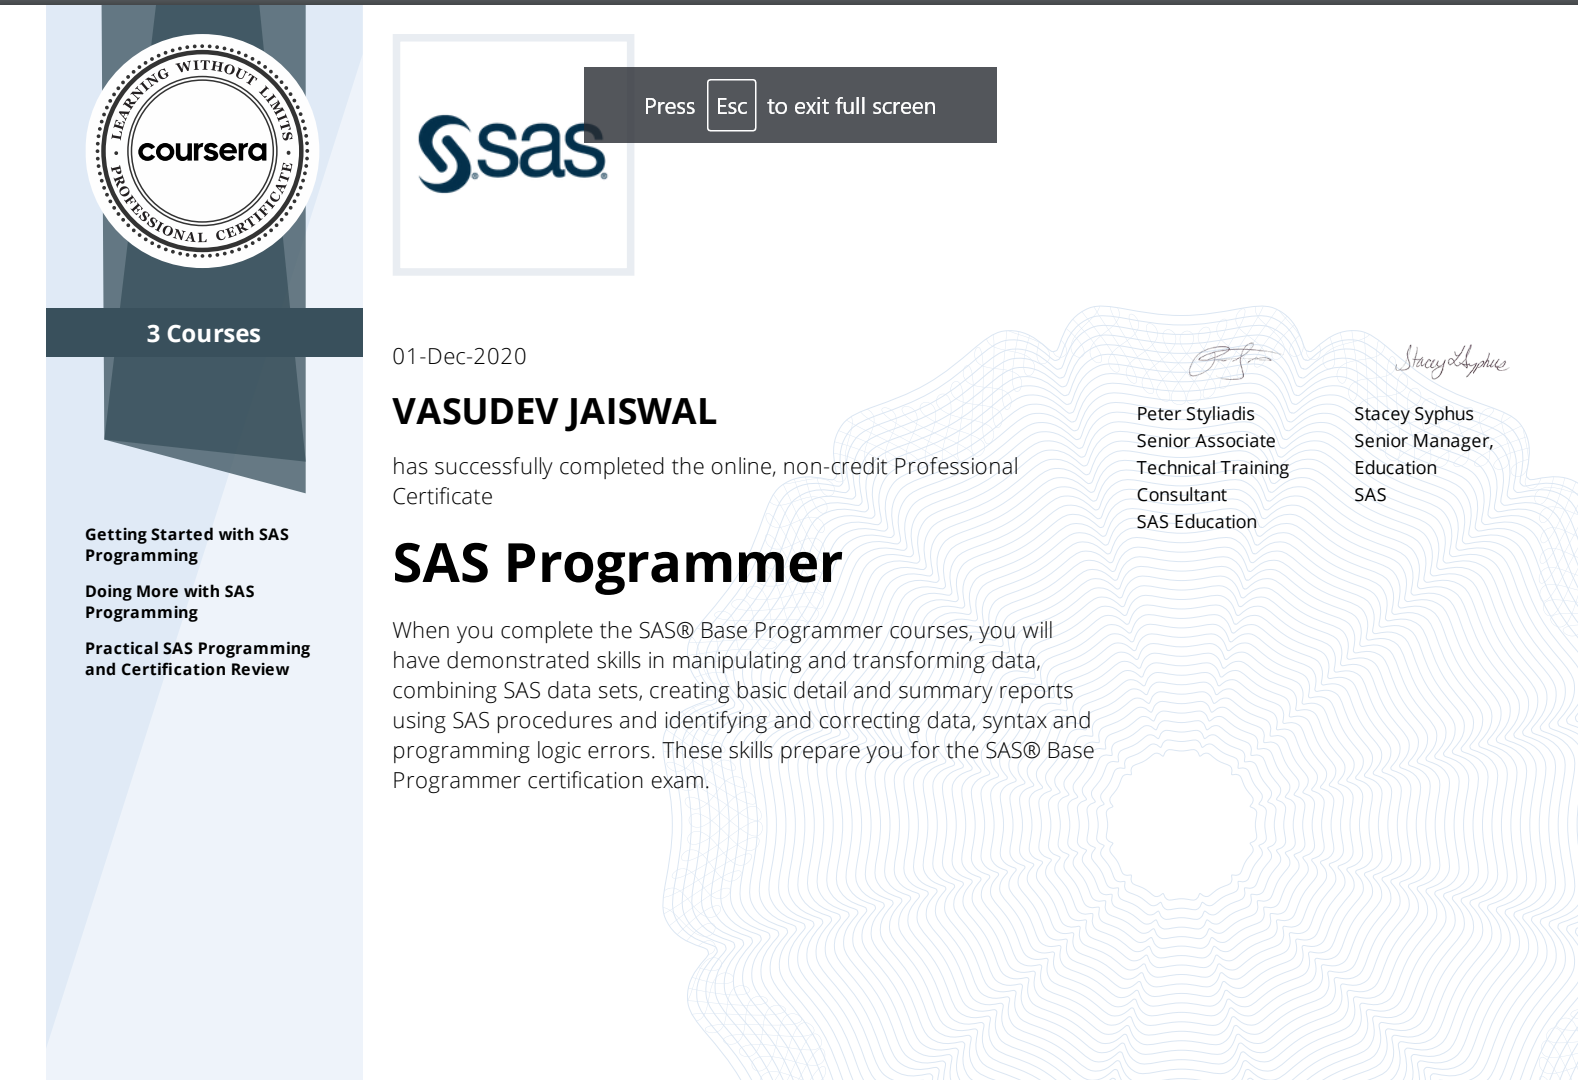 LEARNING WITHOUT LIMITS
coursera
PROFESSIONAL CERTIFICATE
3 Courses
Getting Started with SAS
Programming
Doing More with SAS
Programming
Practical SAS Programming
and Certification Review
sas
Press Esc to exit full screen
01-Dec-2020
VASUDEV JAISWAL
has successfully completed the online, non-credit Professional
Certificate
SAS Programmer
When you complete the SAS® Base Programmer courses, you will
have demonstrated skills in manipulating and transforming data,
combining SAS data sets, creating basic detail and summary reports
using SAS procedures and identifying and correcting data, syntax and
programming logic errors. These skills prepare you for the SAS® Base
Programmer certification exam.
Peter Styliadis
Senior Associate
Technical Training
Consultant
SAS Education
Stacey L Syphus
Stacey Syphus
Senior Manager,
Education
SAS